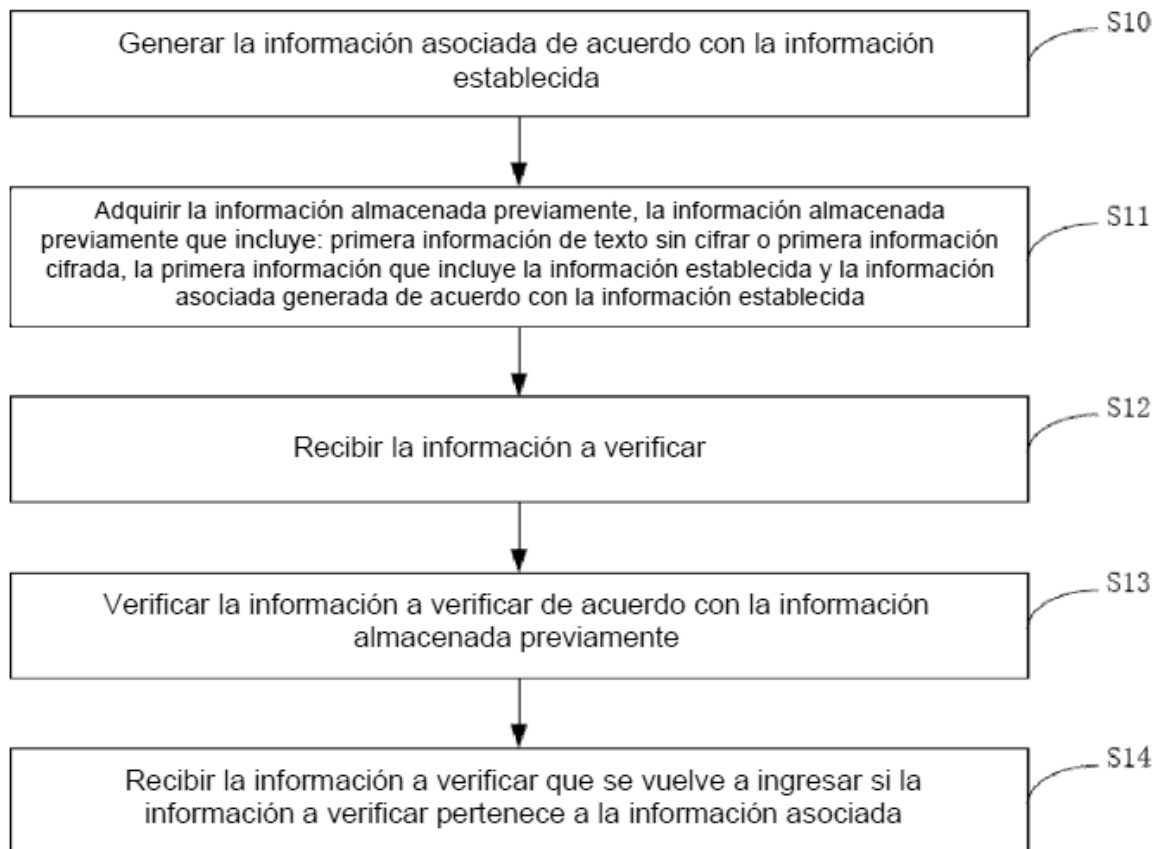 Generar la información asociada de acuerdo con la información
establecida
S10
Adquirir la información almacenada previamente, la información almacenada
previamente que incluye: primera información de texto sin cifrar o primera información
cifrada, la primera información que incluye la información establecida y la información
asociada generada de acuerdo con la información establecida
S11
Recibir la información a verificar
S12
Verificar la información a verificar de acuerdo con la información
almacenada previamente
S13
Recibir la información a verificar que se vuelve a ingresar si la
información a verificar pertenece a la información asociada
S14